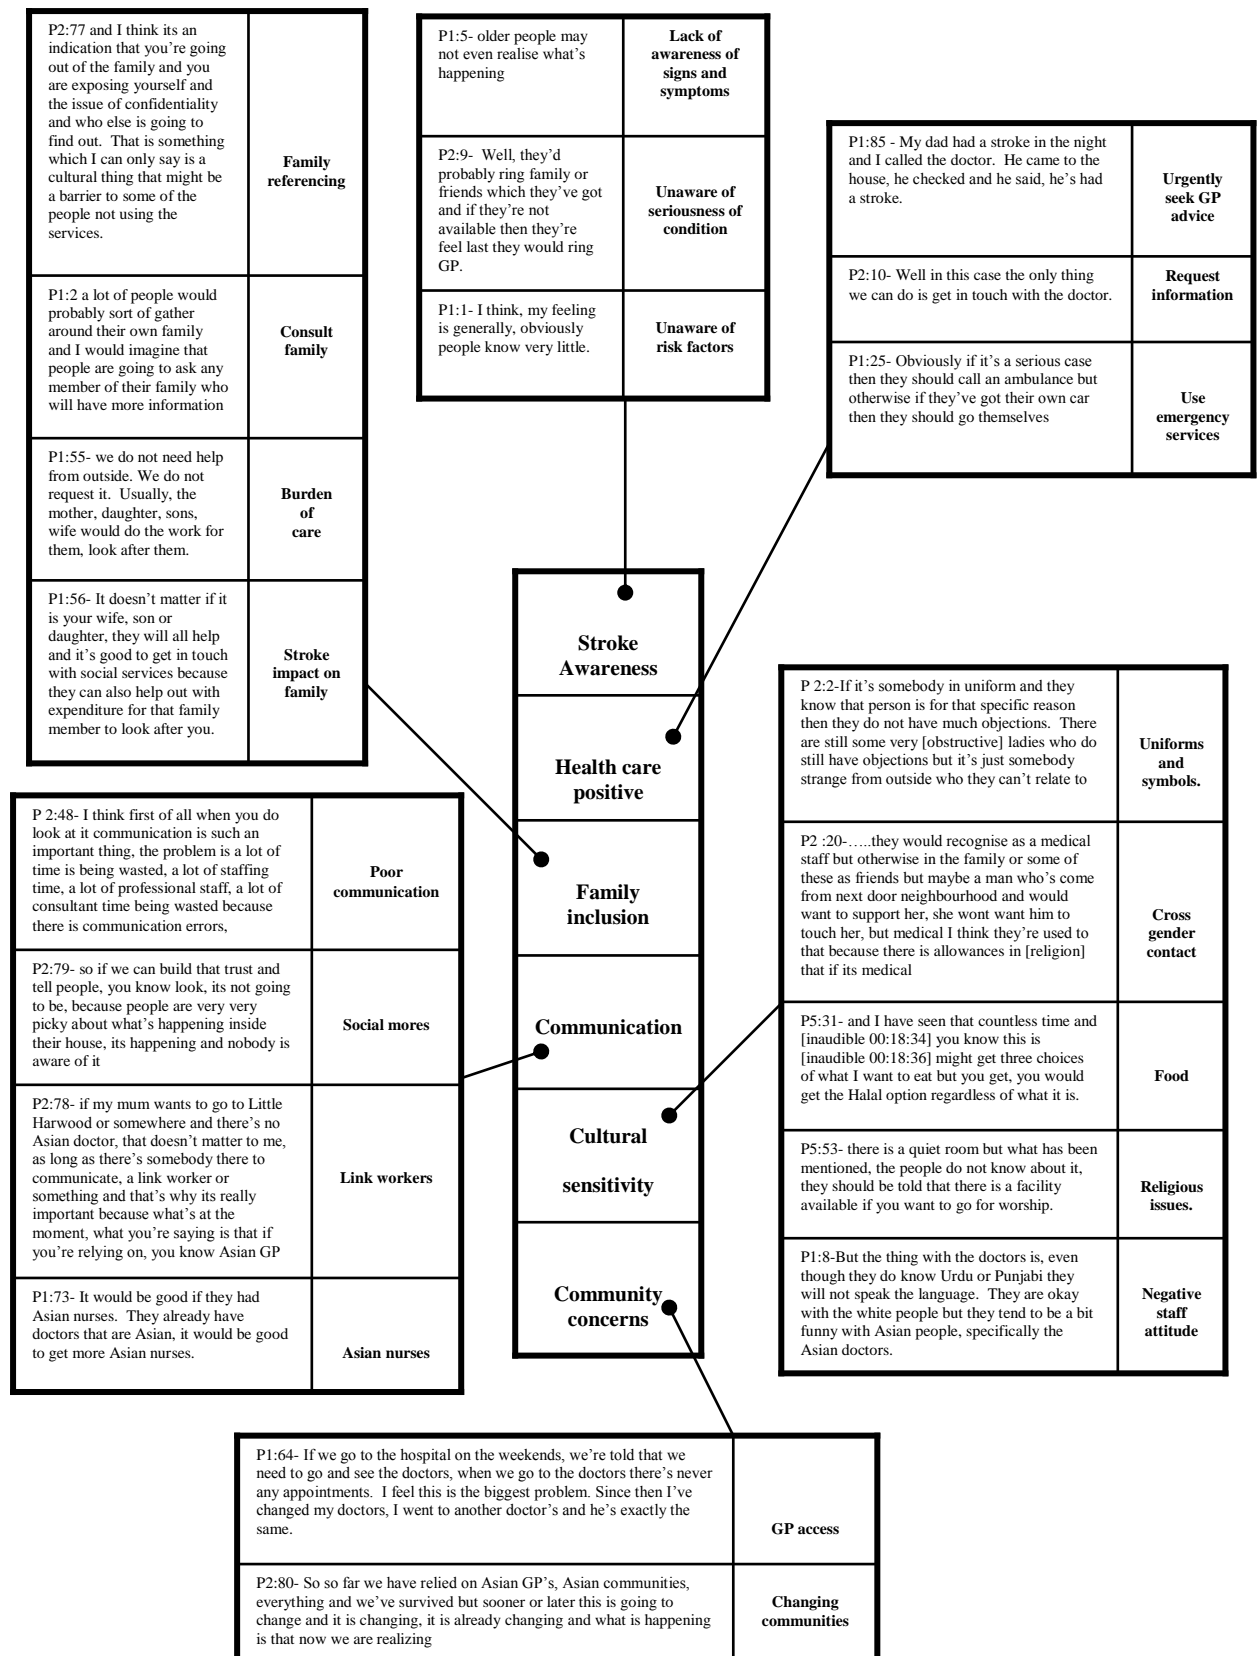 P2:77 and I think its an
indication that you’re going
out of the family and you
are exposing yourself and
the issue of confidentiality
and who else is going to
find out.  That is something
which I can only say is a
cultural thing that might be
a barrier to some of the
people not using the
services.
Family
referencing
P1:2 a lot of people would
probably sort of gather
around their own family
and I would imagine that
people are going to ask any
member of their family who
will have more information
Consult
family
P1:55- we do not need help
from outside. We do not
request it.  Usually, the
mother, daughter, sons,
wife would do the work for
them, look after them.
Burden
of
care
P1:56- It doesn’t matter if it
is your wife, son or
daughter, they will all help
and it’s good to get in touch
with social services because
they can also help out with
expenditure for that family
member to look after you.
Stroke
impact on
family
P1:5- older people may
not even realise what’s
happening
Lack of
awareness of
signs and
symptoms
P2:9-  Well, they’d
probably ring family or
friends which they’ve got
and if they’re not
available then they’re
feel last they would ring
GP.
Unaware of
seriousness of
condition
P1:1- I think, my feeling
is generally, obviously
people know very little.
Unaware of
risk factors
P1:85 - My dad had a stroke in the night
and I called the doctor.  He came to the
house, he checked and he said, he’s had
a stroke.
Urgently
seek GP
advice
P2:10- Well in this case the only thing
we can do is get in touch with the doctor.
Request
information
P1:25- Obviously if it’s a serious case
then they should call an ambulance but
otherwise if they’ve got their own car
then they should go themselves
Use
emergency
services
Stroke
Awareness
Health care
positive
Family
inclusion
Communication
Cultural
sensitivity
Community
concerns
P 2:48- I think first of all when you do
look at it communication is such an
important thing, the problem is a lot of
time is being wasted, a lot of staffing
time, a lot of professional staff, a lot of
consultant time being wasted because
there is communication errors,
Poor
communication
P2:79- so if we can build that trust and
tell people, you know look, its not going
to be, because people are very very
picky about what’s happening inside
their house, its happening and nobody is
aware of it
Social mores
P2:78- if my mum wants to go to Little
Harwood or somewhere and there’s no
Asian doctor, that doesn’t matter to me,
as long as there’s somebody there to
communicate, a link worker or
something and that’s why its really
important because what’s at the
moment, what you’re saying is that if
you’re relying on, you know Asian GP
Link workers
P1:73- It would be good if they had
Asian nurses.  They already have
doctors that are Asian, it would be good
to get more Asian nurses.
Asian nurses
P 2:2-If it’s somebody in uniform and they
know that person is for that specific reason
then they do not have much objections.  There
are still some very [obstructive] ladies who do
still have objections but it’s just somebody
strange from outside who they can’t relate to
Uniforms
and
symbols.
P2 :20-…..they would recognise as a medical
staff but otherwise in the family or some of
these as friends but maybe a man who’s come
from next door neighbourhood and would
want to support her, she wont want him to
touch her, but medical I think they’re used to
that because there is allowances in [religion]
that if its medical
Cross
gender
contact
P5:31- and I have seen that countless time and
[inaudible 00:18:34] you know this is
[inaudible 00:18:36] might get three choices
of what I want to eat but you get, you would
get the Halal option regardless of what it is.
Food
P5:53- there is a quiet room but what has been
mentioned, the people do not know about it,
they should be told that there is a facility
available if you want to go for worship.
Religious
issues.
P1:8-But the thing with the doctors is, even
though they do know Urdu or Punjabi they
will not speak the language.  They are okay
with the white people but they tend to be a bit
funny with Asian people, specifically the
Asian doctors.
Negative
staff
attitude
P1:64- If we go to the hospital on the weekends, we’re told that we
need to go and see the doctors, when we go to the doctors there’s never
any appointments.  I feel this is the biggest problem. Since then I’ve
changed my doctors, I went to another doctor’s and he’s exactly the
same.
GP access
P2:80- So so far we have relied on Asian GP’s, Asian communities,
everything and we’ve survived but sooner or later this is going to
change and it is changing, it is already changing and what is happening
is that now we are realizing
Changing
communities